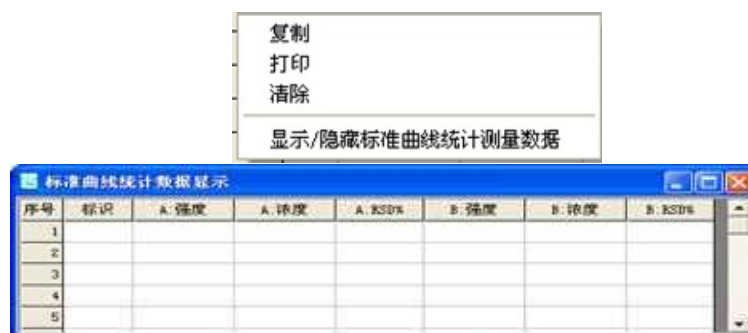 复制
打印
清除
显示/隐藏标准曲线统计测量数据
标准曲线统计数据显示
序号 标识 A.强度 A.浓度 A.RSD% B.强度 B.浓度 B.RSD%
1
2
3
4
5